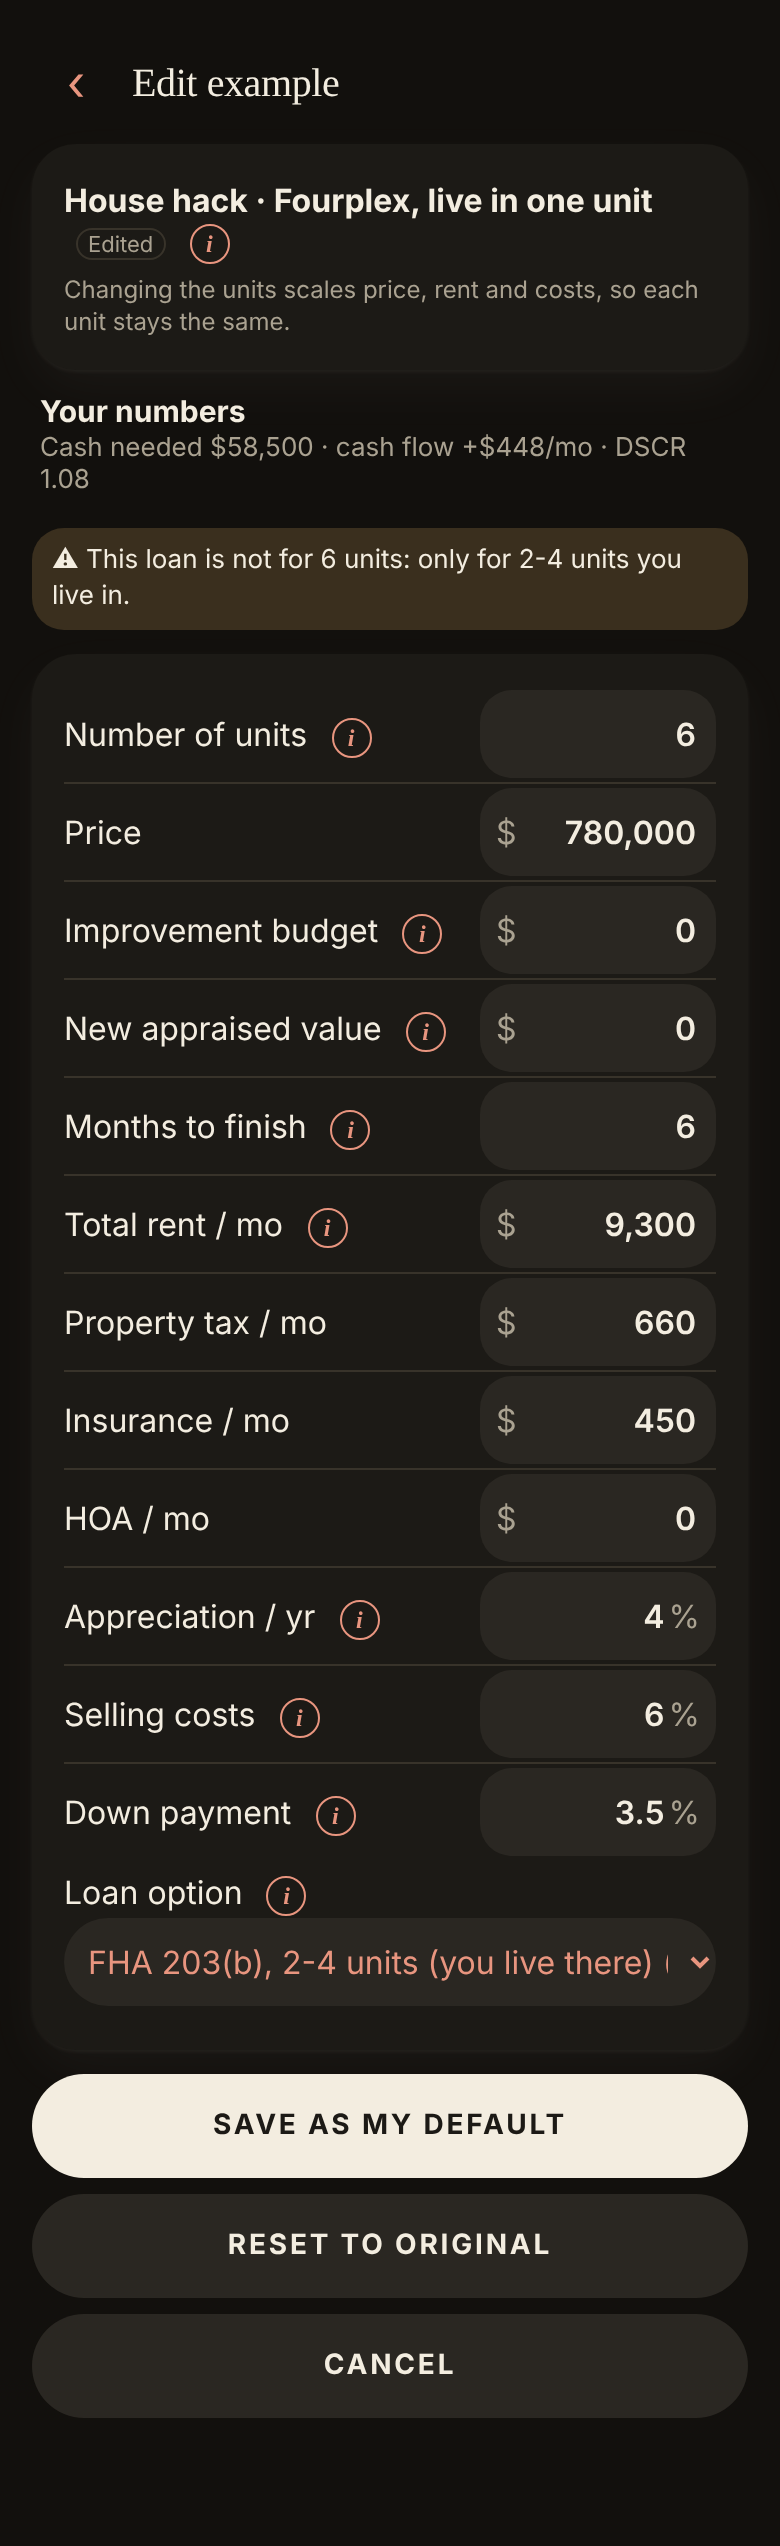 ‹ Edit example
House hack · Fourplex, live in one unit
Edited i
Changing the units scales price, rent and costs, so each
unit stays the same.
Your numbers
Cash needed $58,500 · cash flow +$448/mo · DSCR
1.08
⚠ This loan is not for 6 units: only for 2-4 units you
live in.
Number of units i 6
Price $ 780,000
Improvement budget i $ 0
New appraised value i $ 0
Months to finish i 6
Total rent / mo i $ 9,300
Property tax / mo $ 660
Insurance / mo $ 450
HOA / mo $ 0
Appreciation / yr i 4 %
Selling costs i 6 %
Down payment i 3.5 %
Loan option i
FHA 203(b), 2-4 units (you live there) (
SAVE AS MY DEFAULT
RESET TO ORIGINAL
CANCEL